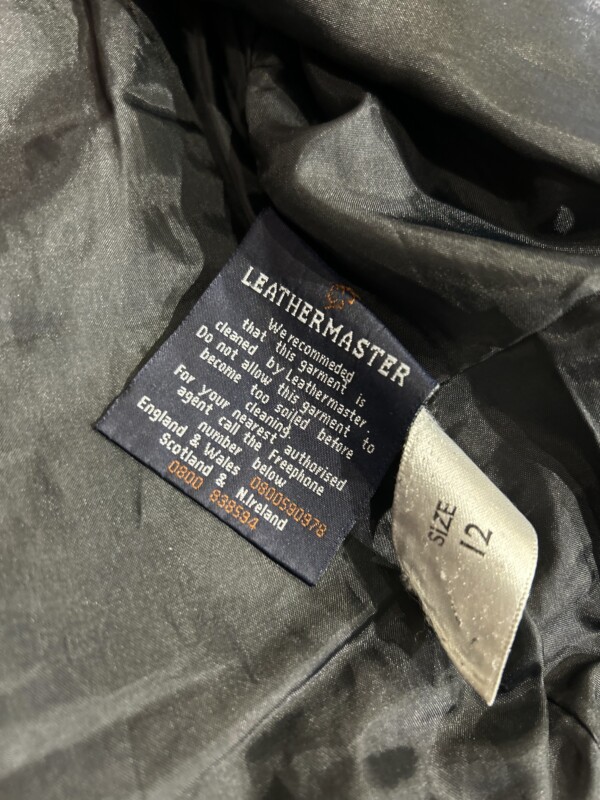 LEATHERMASTER
We recommeded
that this garment is
cleaned by Leathermaster.
Do not allow this garment to
become too soiled before
cleaning.
For your nearest authorised
agent call the Freephone
number below
England & Wales 0800590978
Scotland & N.Ireland
0800 838594
SIZE
12